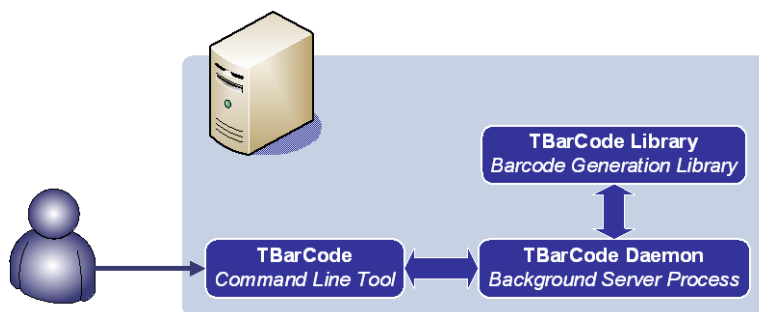 TBarCode Library
Barcode Generation Library
TBarCode
Command Line Tool
TBarCode Daemon
Background Server Process